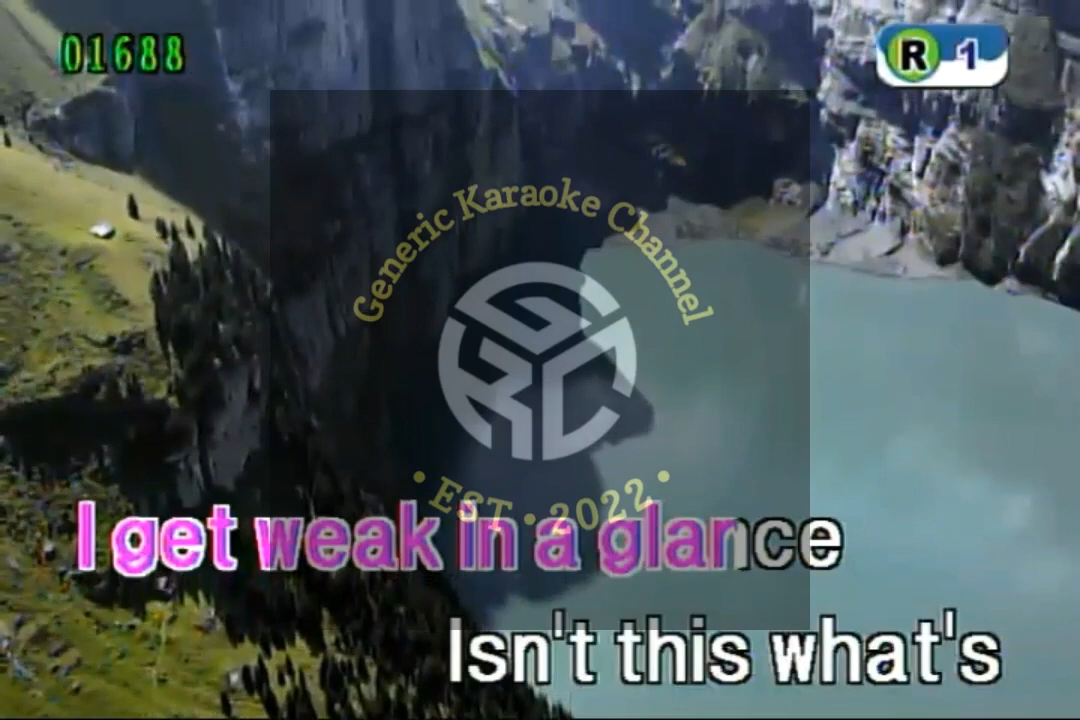 01688
R 1
Generic Karaoke Channel
GKC
• EST • 2022 •
I get weak in a glance
Isn't this what's